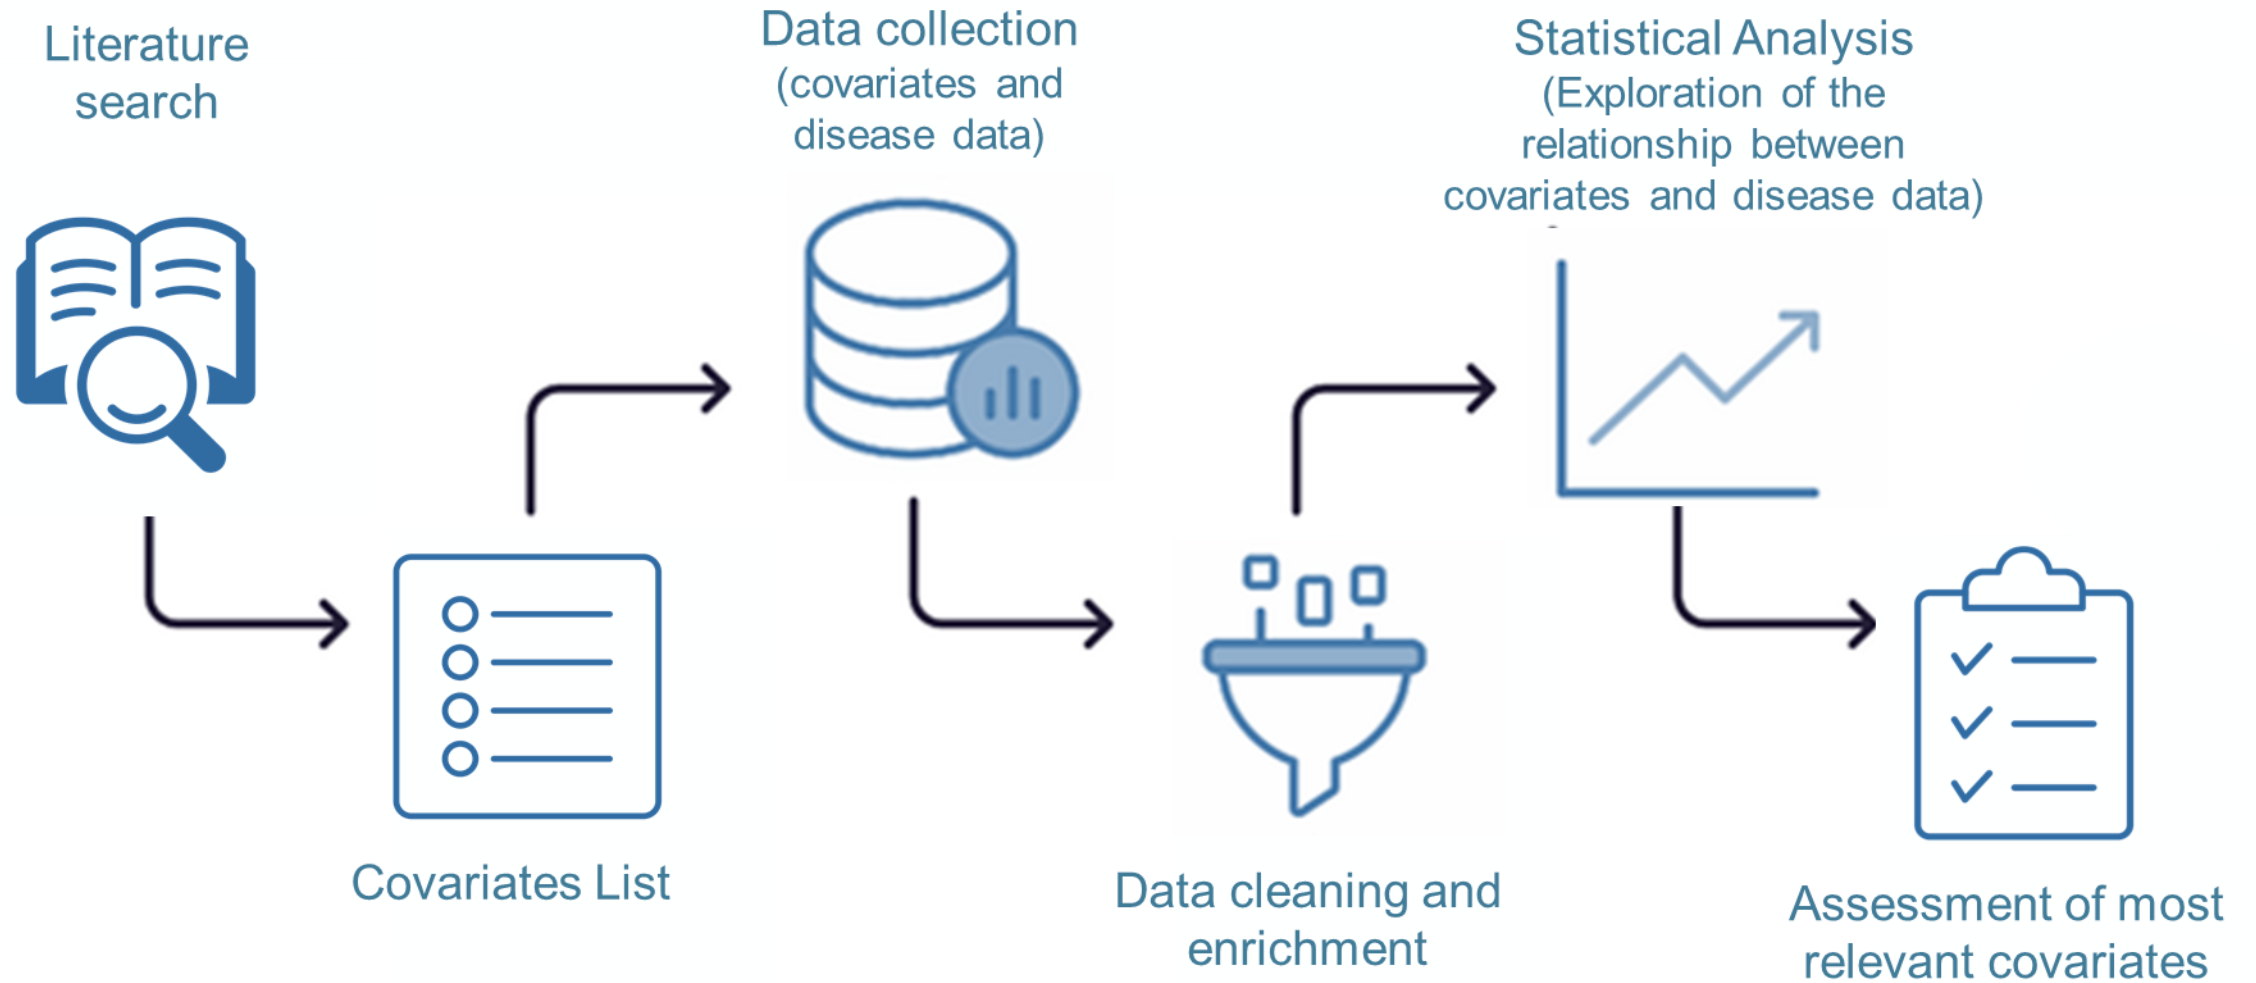 Literature
search
Covariates List
Data collection
(covariates and
disease data)
Data cleaning and
enrichment
Statistical Analysis
(Exploration of the
relationship between
covariates and disease data)
Assessment of most
relevant covariates